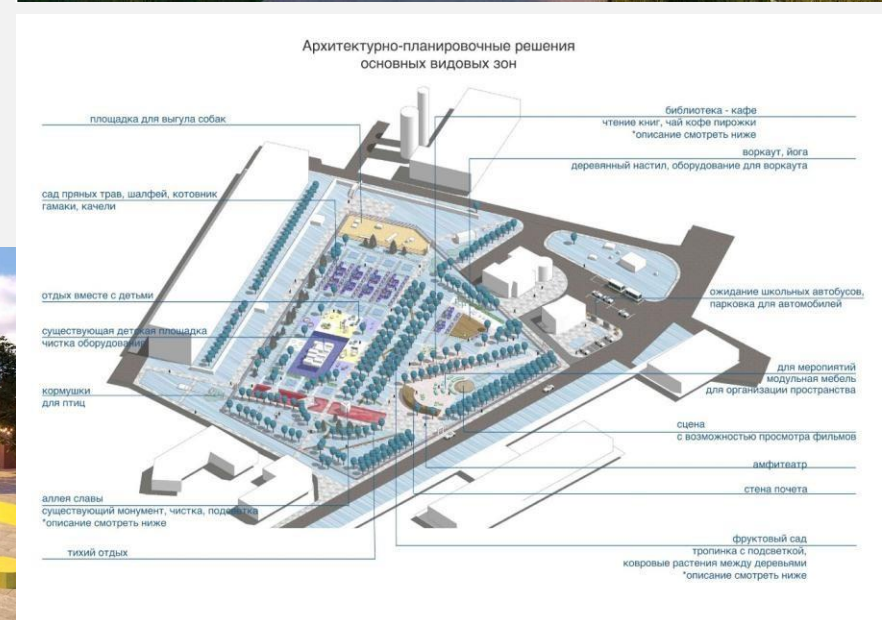 Архитектурно-планировочные решения
основных видовых зон
площадка для выгула собак
сад пряных трав, шалфей, котовник
гамаки, качели
отдых вместе с детьми
существующая детская площадка
чистка оборудования
кормушки
для птиц
аллея славы
существующий монумент, чистка, подсветка
*описание смотреть ниже
тихий отдых
библиотека - кафе
чтение книг, чай кофе пирожки
*описание смотреть ниже
воркаут, йога
деревянный настил, оборудование для воркаута
ожидание школьных автобусов,
парковка для автомобилей
для мероприятий
модульная мебель
для организации пространства
сцена
с возможностью просмотра фильмов
амфитеатр
стена почета
фруктовый сад
тропинка с подсветкой,
ковровые растения между деревьями
*описание смотреть ниже